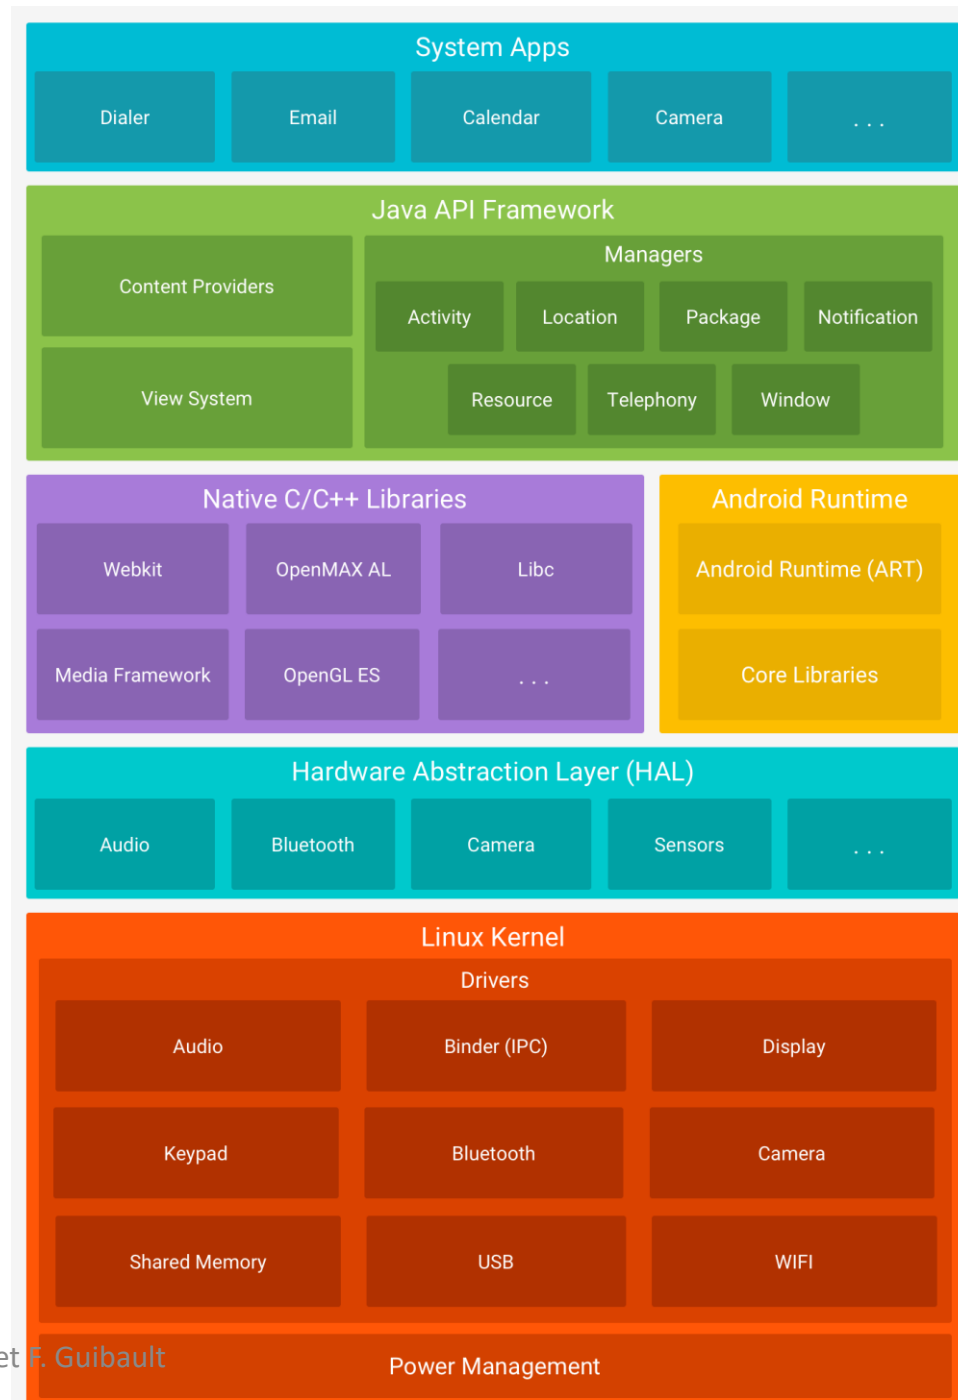 System Apps
Dialer Email Calendar Camera . . .
Java API Framework
Content Providers
View System
Managers
Activity Location Package Notification
Resource Telephony Window
Native C/C++ Libraries
Webkit OpenMAX AL Libc
Media Framework OpenGL ES . . .
Android Runtime
Android Runtime (ART)
Core Libraries
Hardware Abstraction Layer (HAL)
Audio Bluetooth Camera Sensors . . .
Linux Kernel
Drivers
Audio Binder (IPC) Display
Keypad Bluetooth Camera
Shared Memory USB WIFI
et F. Guibault
Power Management